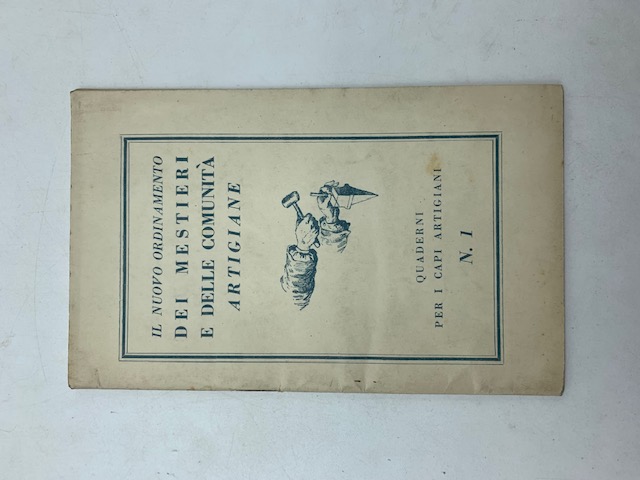 IL NUOVO ORDINAMENTO
DEI MESTIERI
E DELLE COMUNITÀ
ARTIGIANE
QUADERNI
PER I CAPI ARTIGIANI
N. 1